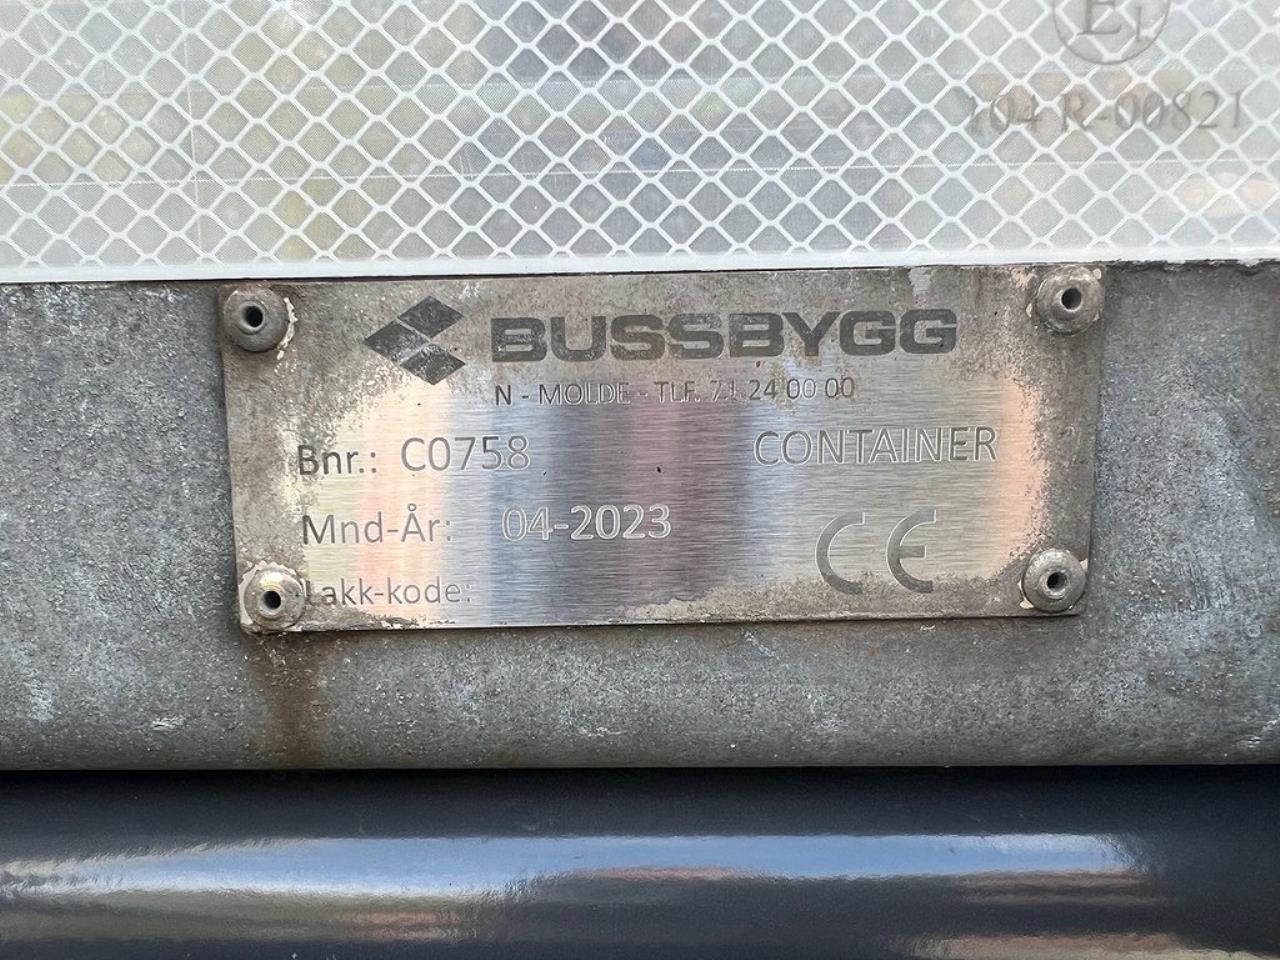 E1
104 R-00821
BUSSBYGG
N - MOLDE - TLF. 71 24 00 00
Bnr.: C0758 CONTAINER
Mnd-År: 04-2023
CE
Lakk-kode: